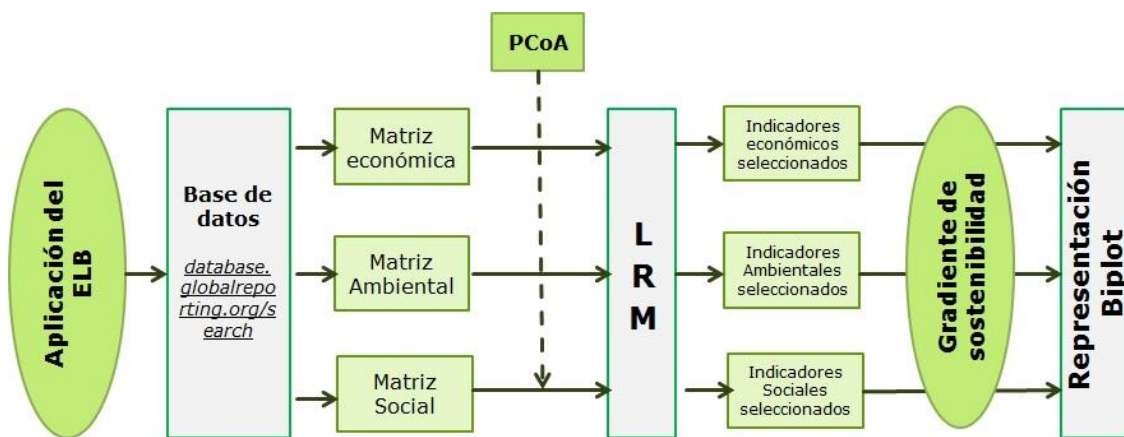 PCoA
Aplicación del
ELB
Base de
datos
database.
globalrepo
rting.org/s
earch
Matriz
económica
Matriz
Ambiental
Matriz
Social
L
R
M
Indicadores
económicos
seleccionados
Indicadores
Ambientales
seleccionados
Indicadores
Sociales
seleccionados
Gradiente de
sostenibilidad
Representación
Biplot